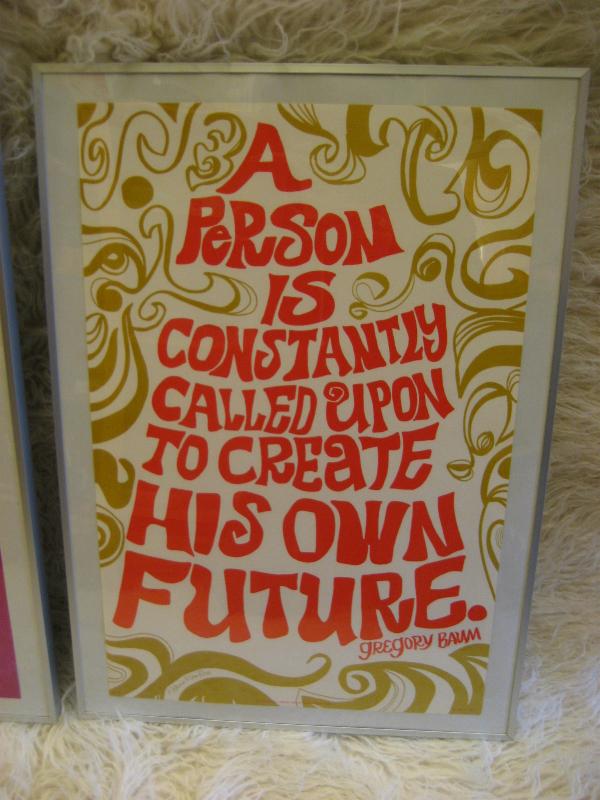 A
PeRSON
IS
CONSTANTLY
CALLED UPON
TO CREaTE
HIS OWN
FUTURE.
gREGORY BAUM